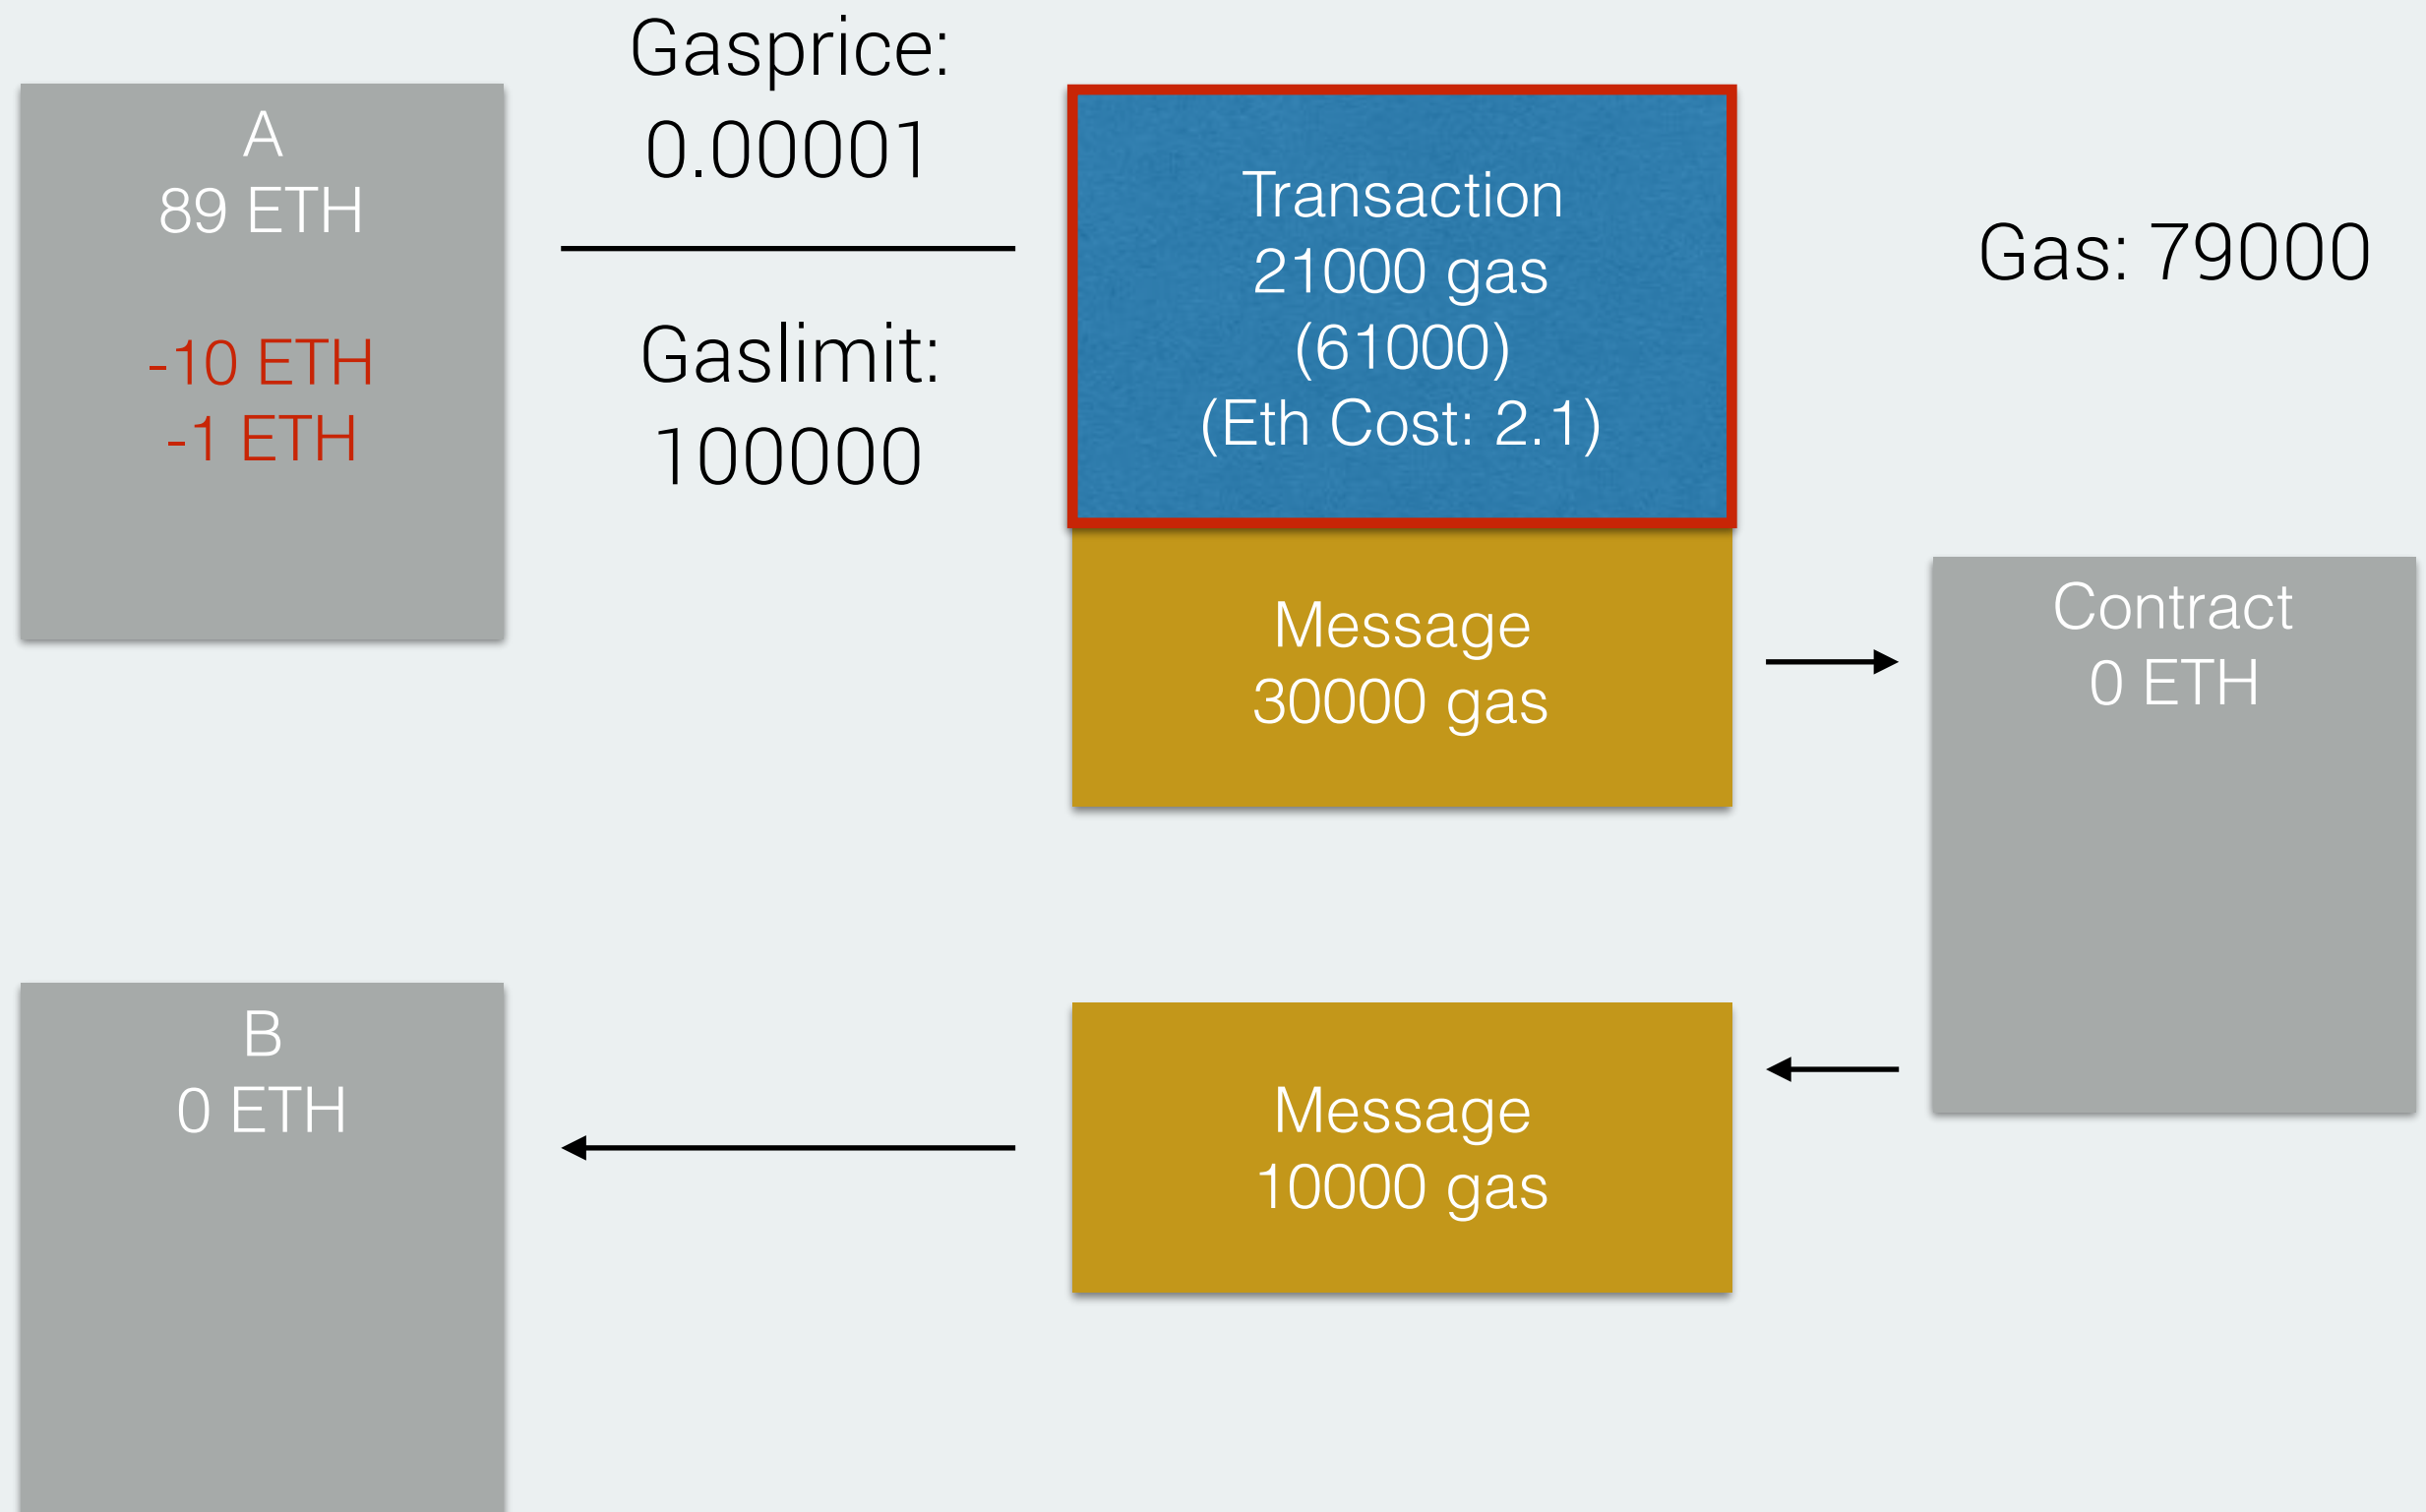 A
89 ETH
-10 ETH
-1 ETH
Gasprice:
0.00001
Gaslimit:
100000
Transaction
21000 gas
(61000)
(Eth Cost: 2.1)
Gas: 79000
Message
30000 gas
Contract
0 ETH
B
0 ETH
Message
10000 gas